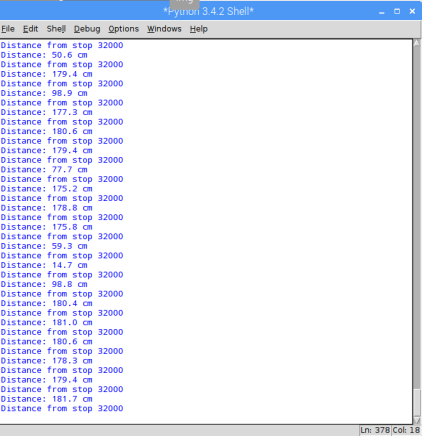 *Python 3.4.2 Shell*
File Edit Shell Debug Options Windows Help
Distance from stop 32000
Distance: 50.6 cm
Distance from stop 32000
Distance: 179.4 cm
Distance from stop 32000
Distance: 98.9 cm
Distance from stop 32000
Distance: 177.3 cm
Distance from stop 32000
Distance: 180.6 cm
Distance from stop 32000
Distance: 179.4 cm
Distance from stop 32000
Distance: 77.7 cm
Distance from stop 32000
Distance: 175.2 cm
Distance from stop 32000
Distance: 178.8 cm
Distance from stop 32000
Distance: 175.8 cm
Distance from stop 32000
Distance: 59.3 cm
Distance from stop 32000
Distance: 14.7 cm
Distance from stop 32000
Distance: 98.8 cm
Distance from stop 32000
Distance: 180.4 cm
Distance from stop 32000
Distance: 181.0 cm
Distance from stop 32000
Distance: 180.6 cm
Distance from stop 32000
Distance: 178.3 cm
Distance from stop 32000
Distance: 179.4 cm
Distance from stop 32000
Distance: 181.7 cm
Distance from stop 32000
Ln: 378 Col: 18